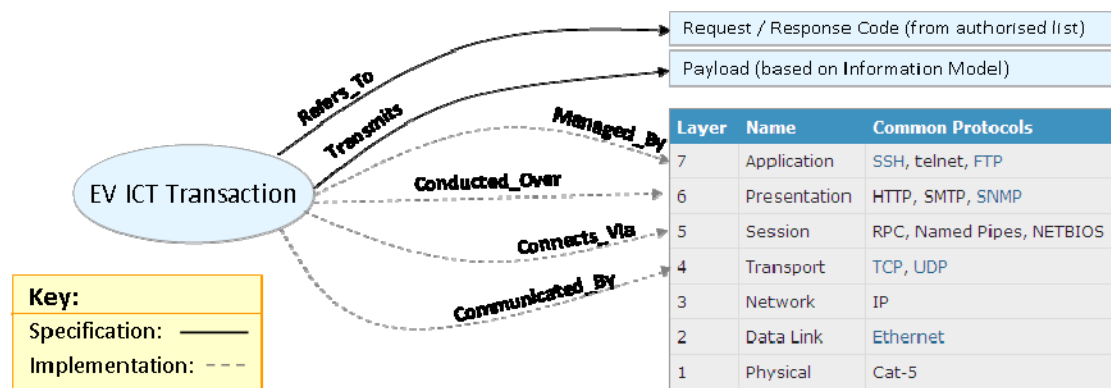 Request / Response Code (from authorised list)
Payload (based on Information Model)
Refers_To
Transmits
Managed_By
Conducted_Over
Connects_Via
Communicated_By
EV ICT Transaction
Layer Name Common Protocols
7 Application SSH, telnet, FTP
6 Presentation HTTP, SMTP, SNMP
5 Session RPC, Named Pipes, NETBIOS
4 Transport TCP, UDP
3 Network IP
2 Data Link Ethernet
1 Physical Cat-5
Key:
Specification:
Implementation: